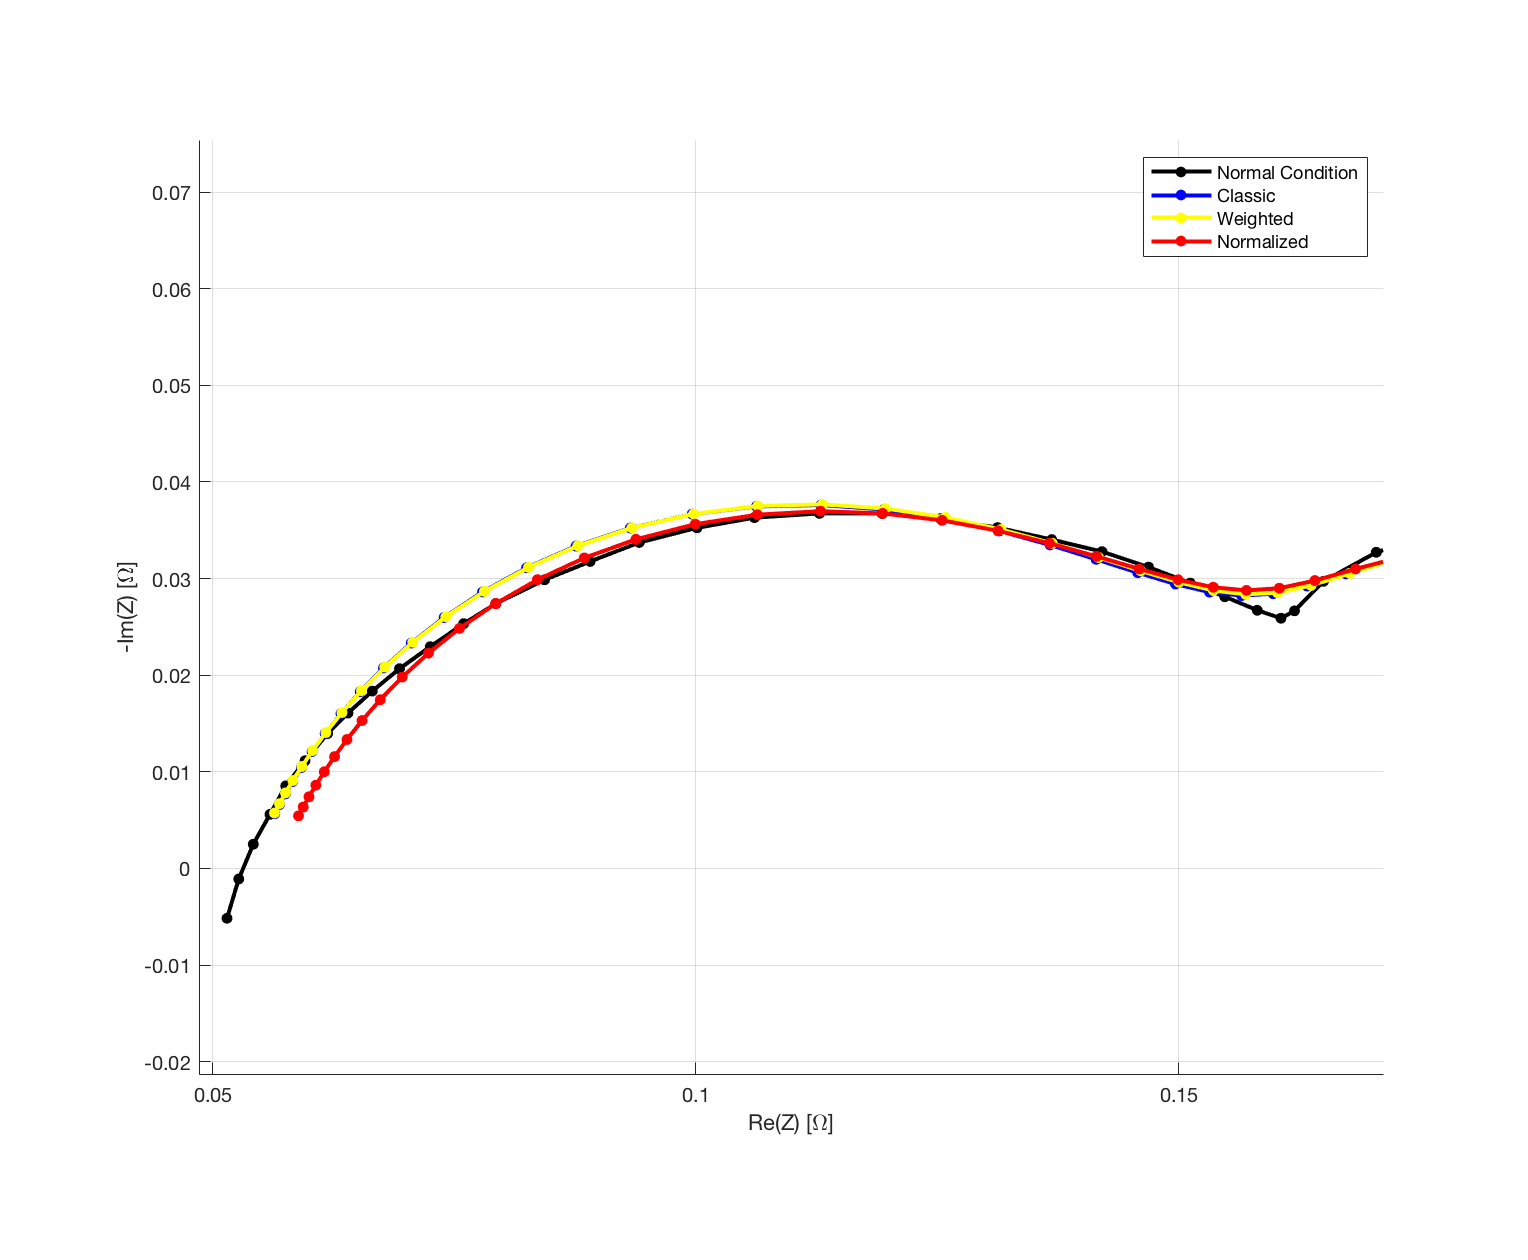 Normal Condition
Classic
Weighted
Normalized
0.07
0.06
0.05
0.04
0.03
0.02
0.01
0
-0.01
-0.02
-Im(Z) [Ω]
0.05
0.1
0.15
Re(Z) [Ω]